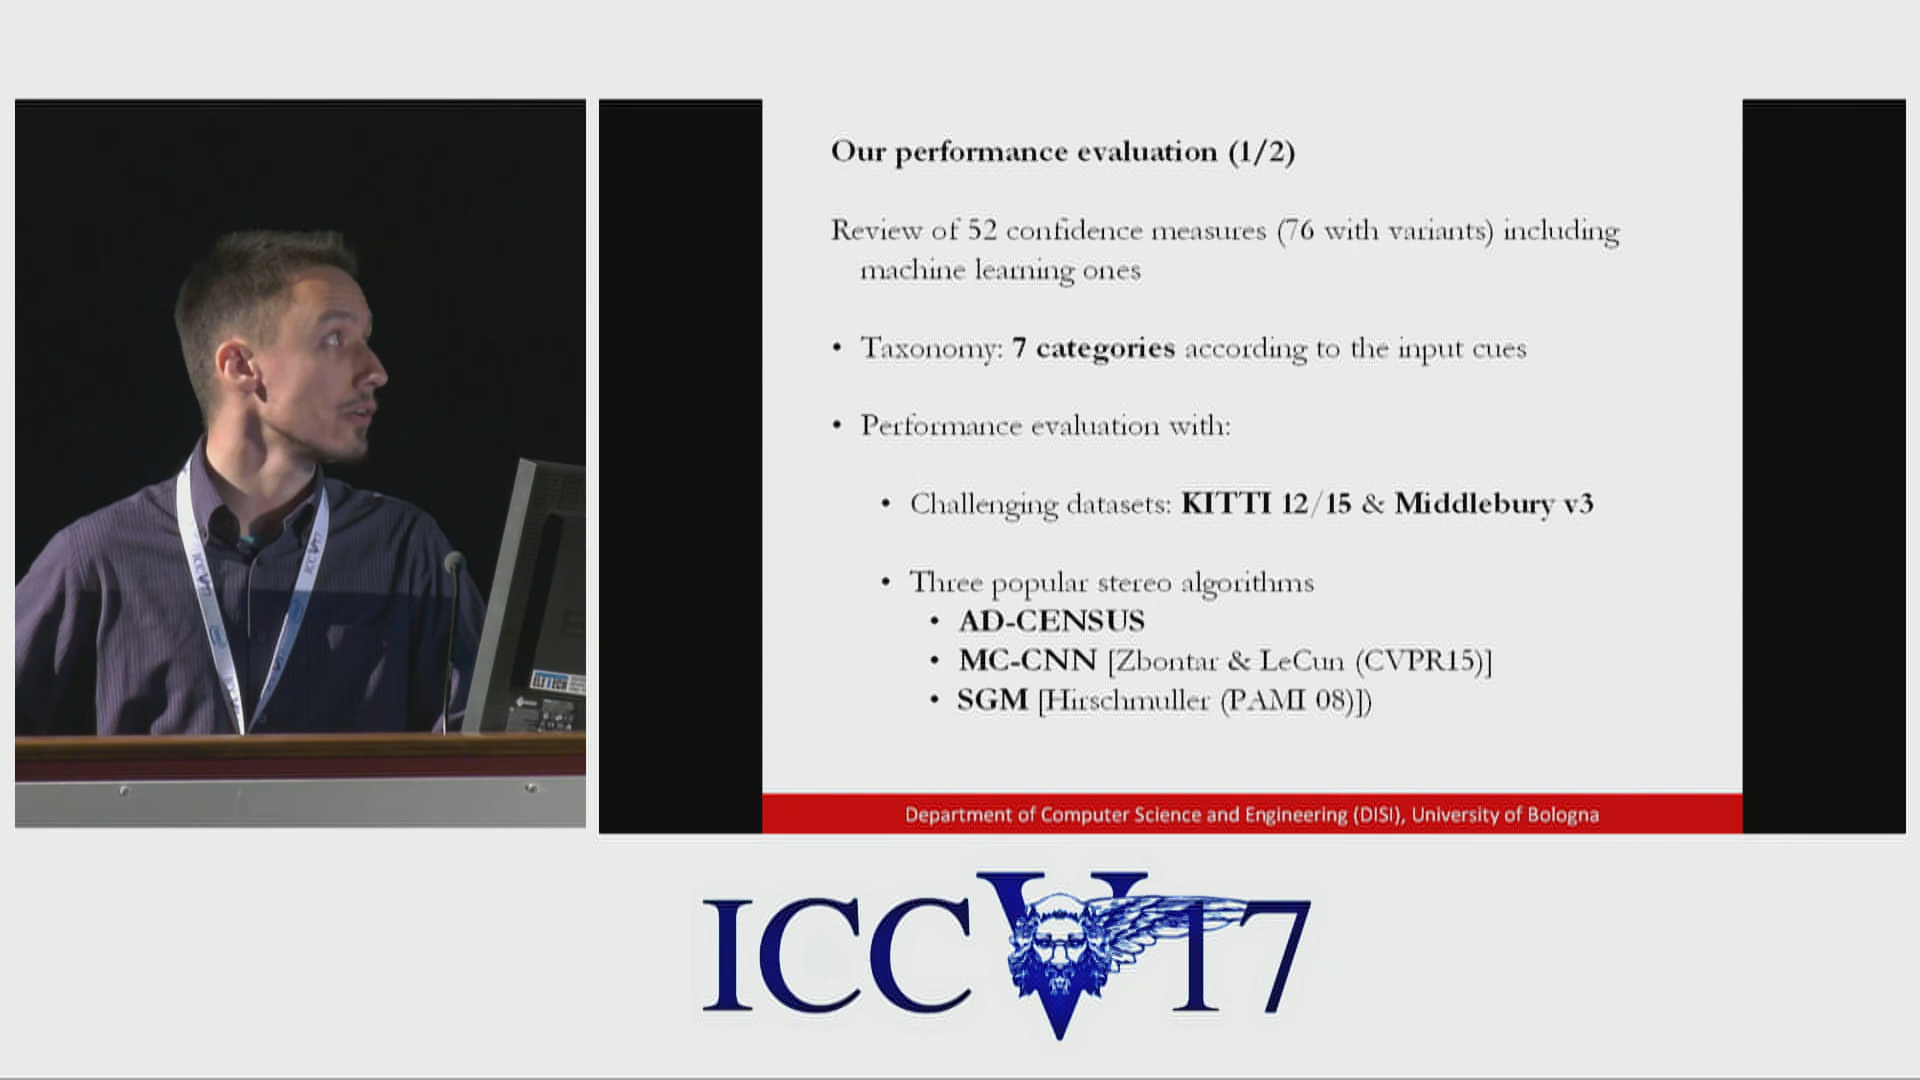 Our performance evaluation (1/2)
Review of 52 confidence measures (76 with variants) including
machine learning ones
• Taxonomy: 7 categories according to the input cues
• Performance evaluation with:
• Challenging datasets: KITTI 12/15 & Middlebury v3
• Three popular stereo algorithms
• AD-CENSUS
• MC-CNN [Zbontar & LeCun (CVPR15)]
• SGM [Hirschmuller (PAMI 08)])
Department of Computer Science and Engineering (DISI), University of Bologna
ICCV17